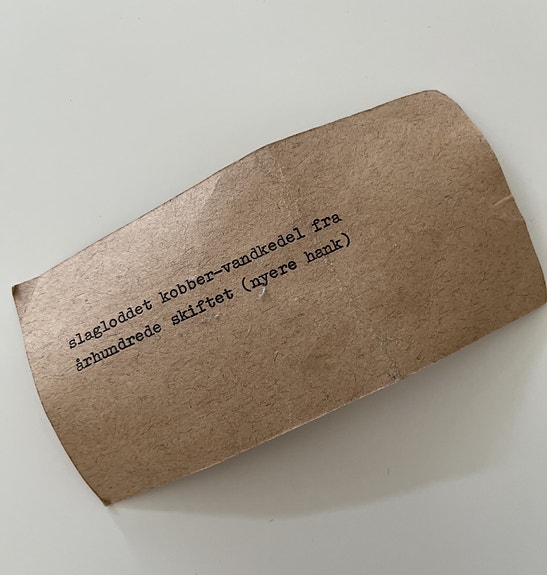 slagloddet kobber-vandkedel fra
århundrede skiftet (nyere hank)